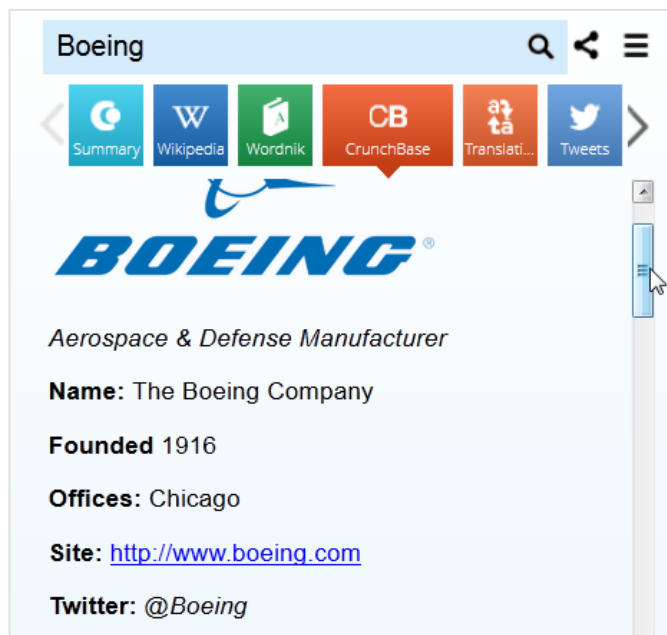 Boeing
Summary Wikipedia Wordnik CrunchBase Translati... Tweets
BOEING®
Aerospace & Defense Manufacturer
Name: The Boeing Company
Founded 1916
Offices: Chicago
Site: http://www.boeing.com
Twitter: @Boeing